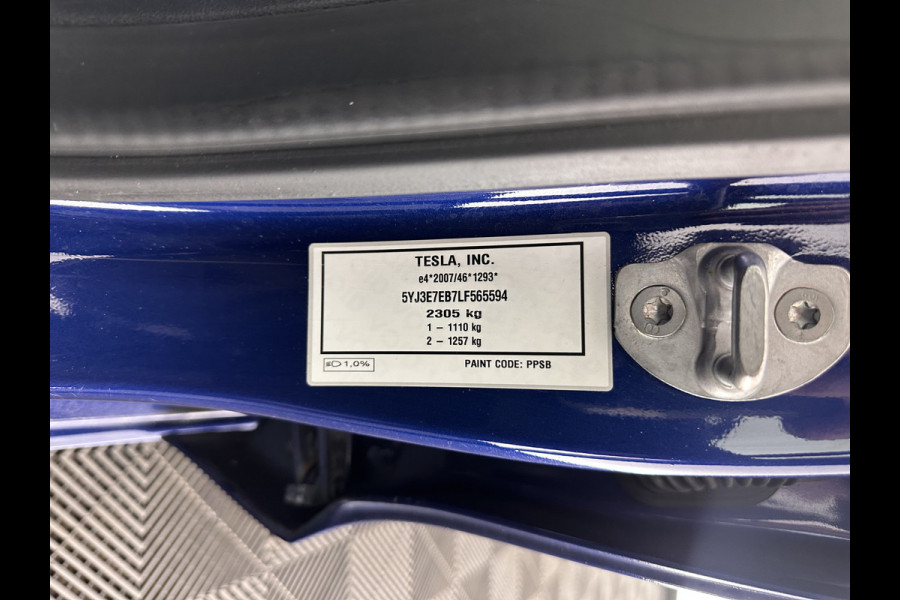 TESLA, INC.
e4*2007/46*1293*
5YJ3E7EB7LF565594
2305 kg
1 – 1110 kg
2 – 1257 kg
1,0%
PAINT CODE: PPSB